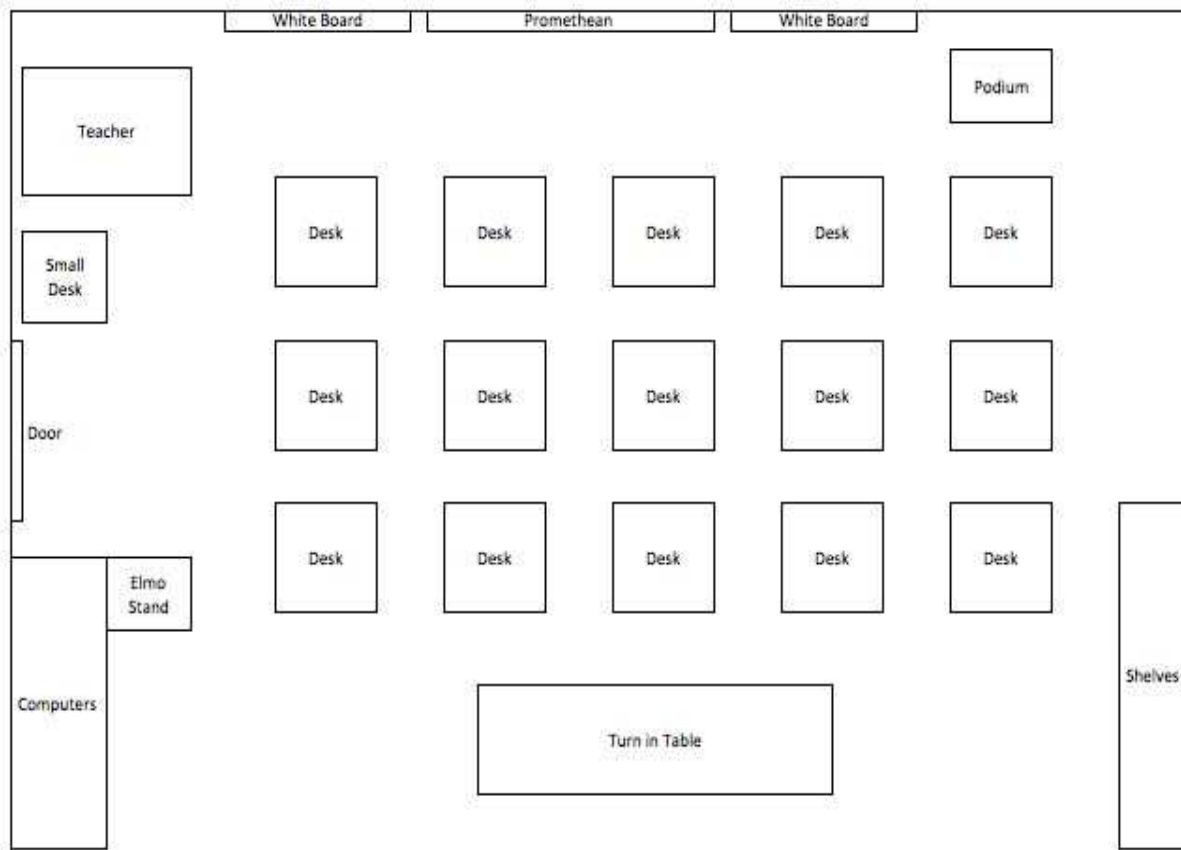 White Board
Promethean
White Board
Podium
Teacher
Desk
Desk
Desk
Desk
Desk
Small
Desk
Desk
Desk
Desk
Desk
Desk
Door
Desk
Desk
Desk
Desk
Desk
Elmo
Stand
Shelves
Computers
Turn in Table